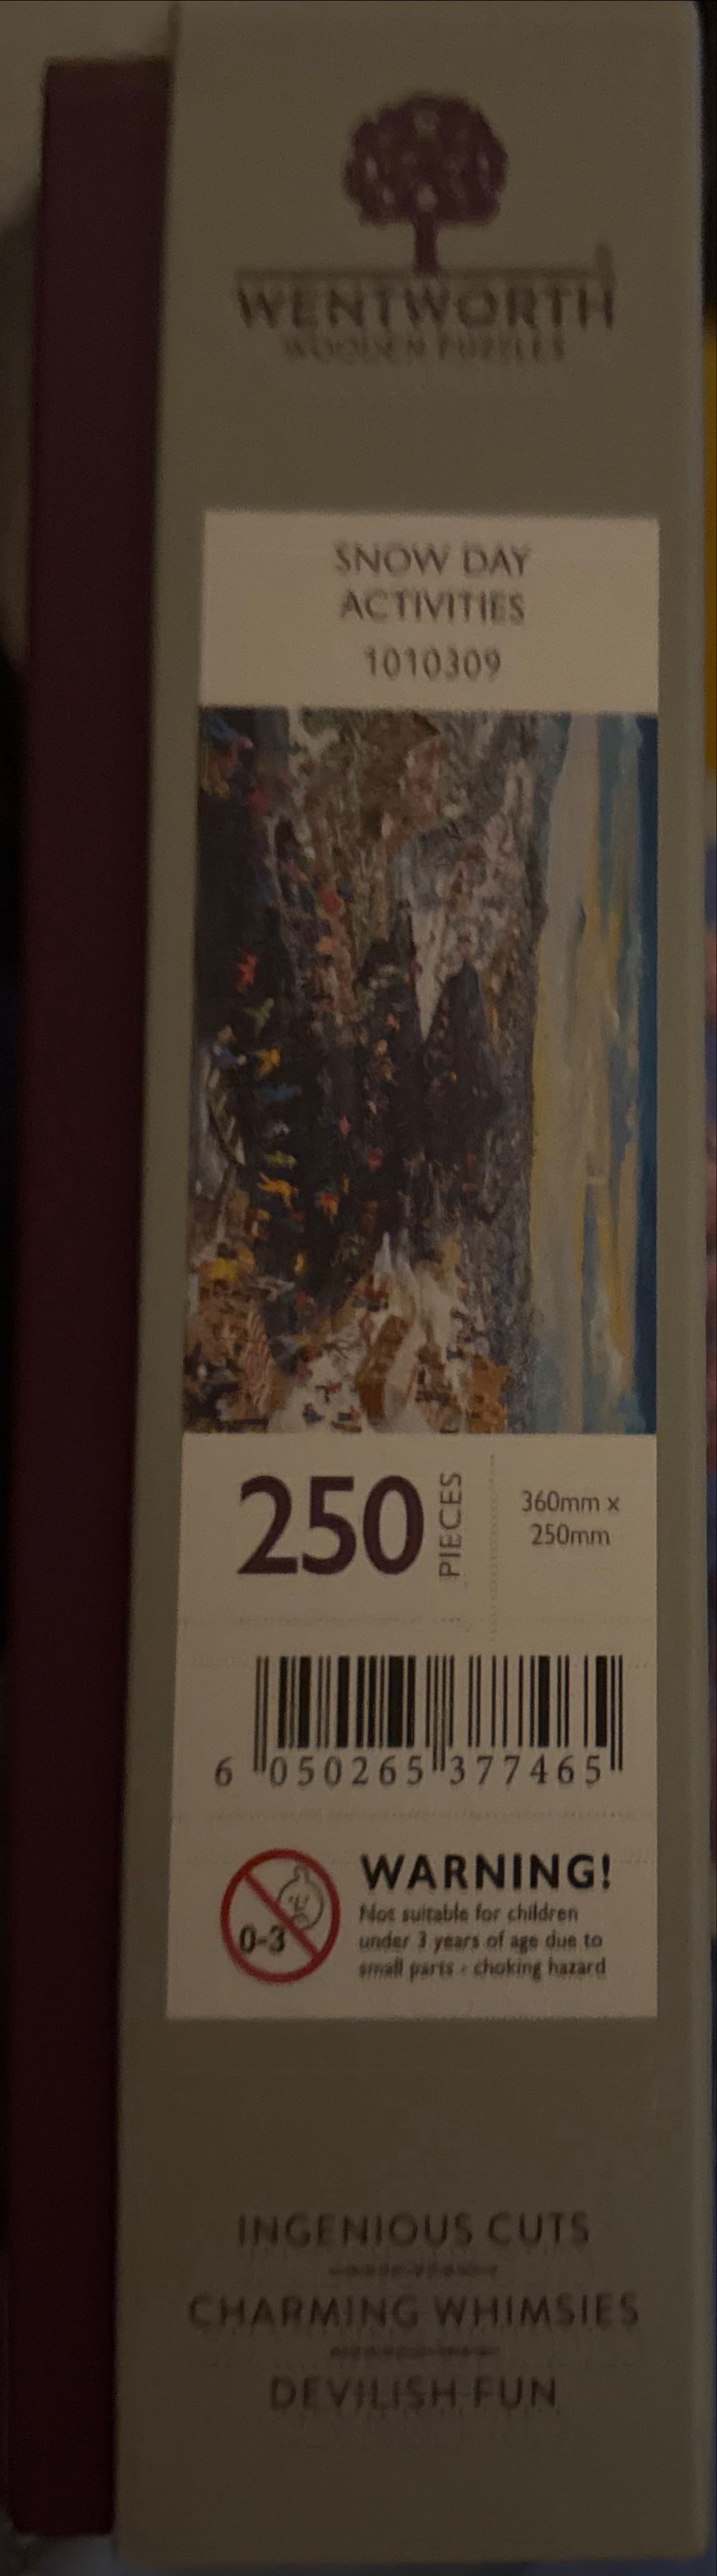 WENTWORTH
WOODEN PUZZLES
SNOW DAY
ACTIVITIES
1010309
250 PIECES
360mm x
250mm
6 050265 377465
WARNING!
0-3
Not suitable for children
under 3 years of age due to
small parts - choking hazard
INGENIOUS CUTS
CHARMING WHIMSIES
DEVILISH FUN